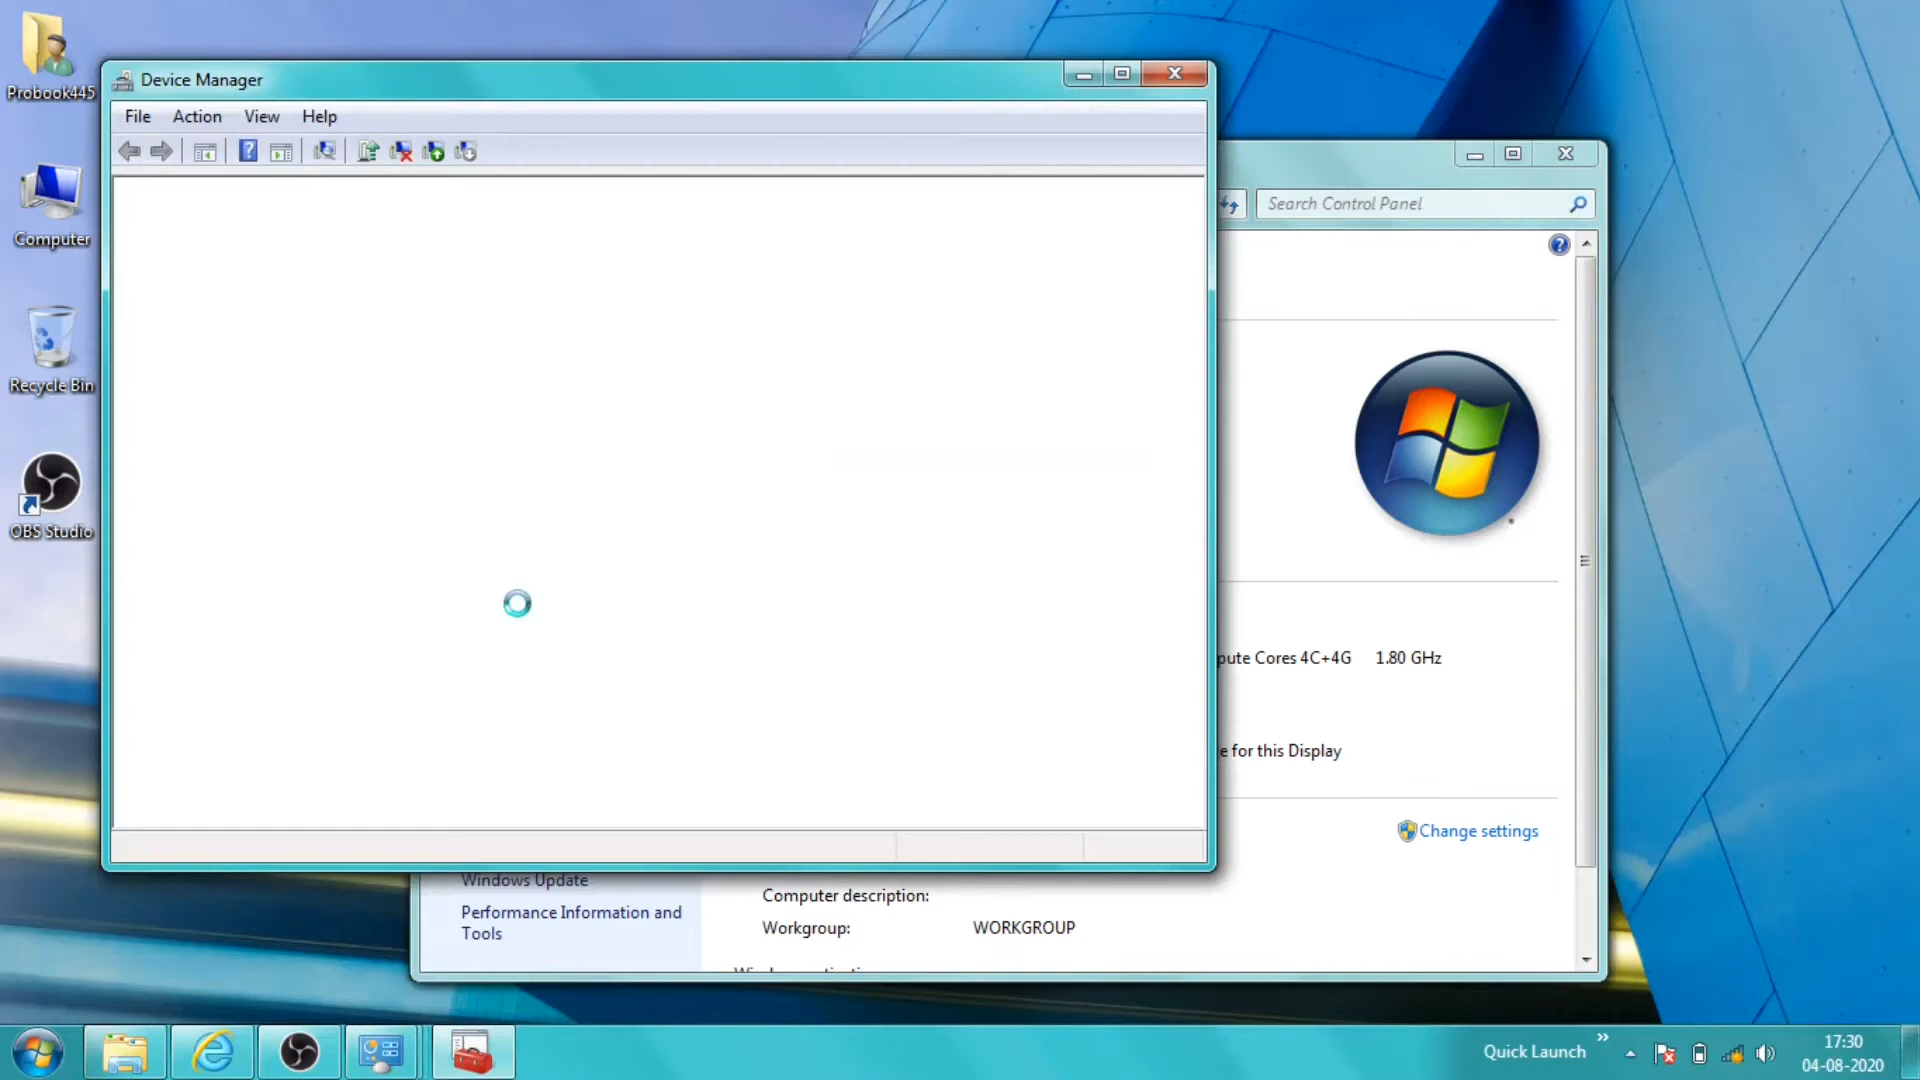 Probook445
Computer
Recycle Bin
OBS Studio
Device Manager
File Action View Help
Search Control Panel
pute Cores 4C+4G 1.80 GHz
e for this Display
Change settings
Windows Update
Performance Information and
Tools
Computer description:
Workgroup: WORKGROUP
Quick Launch
17:30
04-08-2020